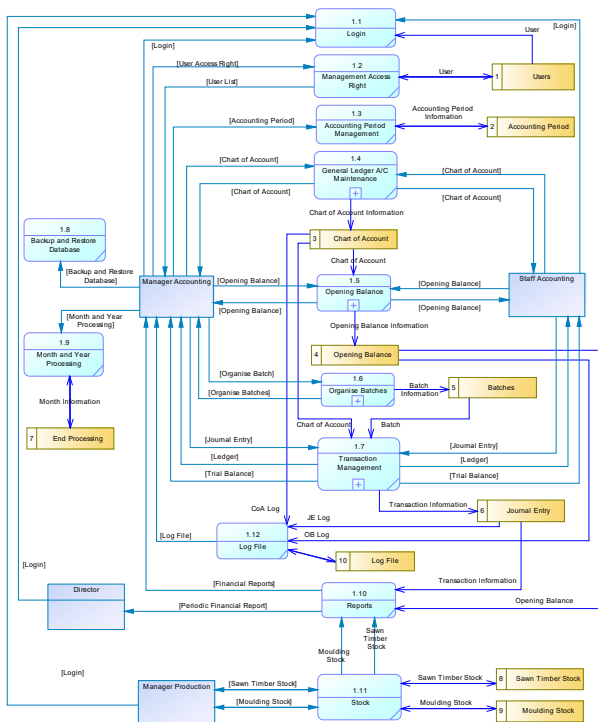 1.1
Login
[Login]
[Login]
User
1.2
Management Access
Right
[User Access Right]
[User List]
User
1 Users
1.3
Accounting Period
Management
[Accounting Period]
Accounting Period
Information
2 Accounting Period
1.4
General Ledger A/C
Maintenance
[Chart of Account]
[Chart of Account]
[Chart of Account]
[Chart of Account]
Chart of Account Information
3 Chart of Account
Chart of Account
1.8
Backup and Restore
Database
[Backup and Restore
Database]
Manager Accounting
[Opening Balance]
[Opening Balance]
1.5
Opening Balance
[Opening Balance]
[Opening Balance]
Staff Accounting
Opening Balance Information
4 Opening Balance
[Month and Year
Processing]
1.9
Month and Year
Processing
Month Information
7 End Processing
[Organise Batch]
[Organise Batches]
1.6
Organise Batches
Batch
Information
5 Batches
Chart of Account
Batch
1.7
Transaction
Management
[Journal Entry]
[Ledger]
[Trial Balance]
[Journal Entry]
[Ledger]
[Trial Balance]
Transaction Information
6 Journal Entry
CoA Log
JE Log
OB Log
1.12
Log File
[Log File]
10 Log File
[Login]
Director
[Financial Reports]
[Periodic Financial Report]
1.10
Reports
Transaction Information
Opening Balance
Moulding
Stock
Sawn
Timber
Stock
[Login]
Manager Production
[Sawn Timber Stock]
[Moulding Stock]
1.11
Stock
Sawn Timber Stock
8 Sawn Timber Stock
Moulding Stock
9 Moulding Stock